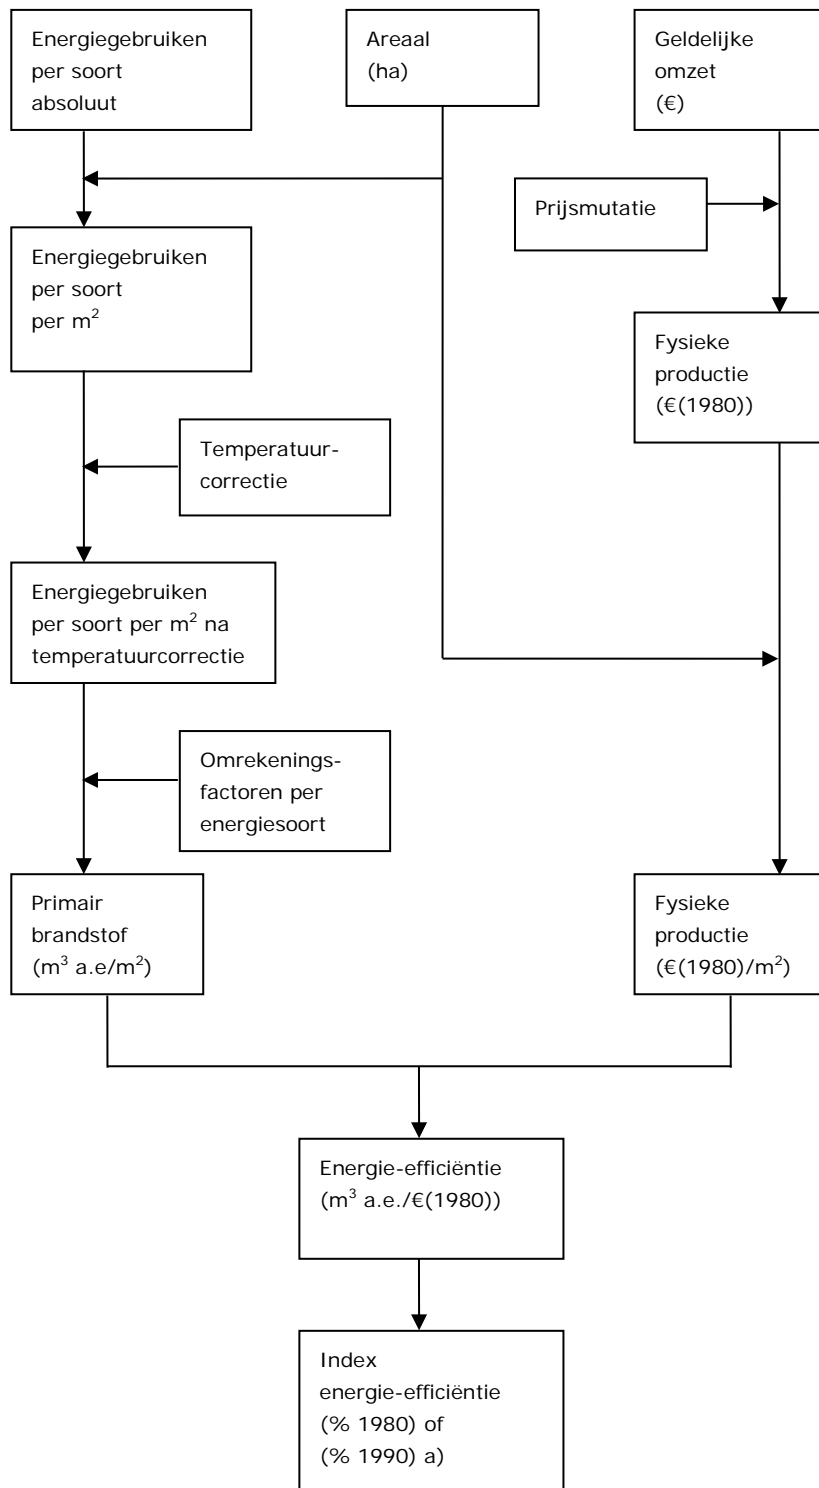 Energiegebruiken
per soort
absoluut
Areaal
(ha)
Geldelijke
omzet
(€)
Prijsmutatie
Energiegebruiken
per soort
per m²
Fysieke
productie
(€(1980))
Temperatuur-
correctie
Energiegebruiken
per soort per m² na
temperatuurcorrectie
Omrekenings-
factoren per
energiesoort
Primair
brandstof
(m³ a.e/m²)
Fysieke
productie
(€(1980)/m²)
Energie-efficiëntie
(m³ a.e./€(1980))
Index
energie-efficiëntie
(% 1980) of
(% 1990) a)